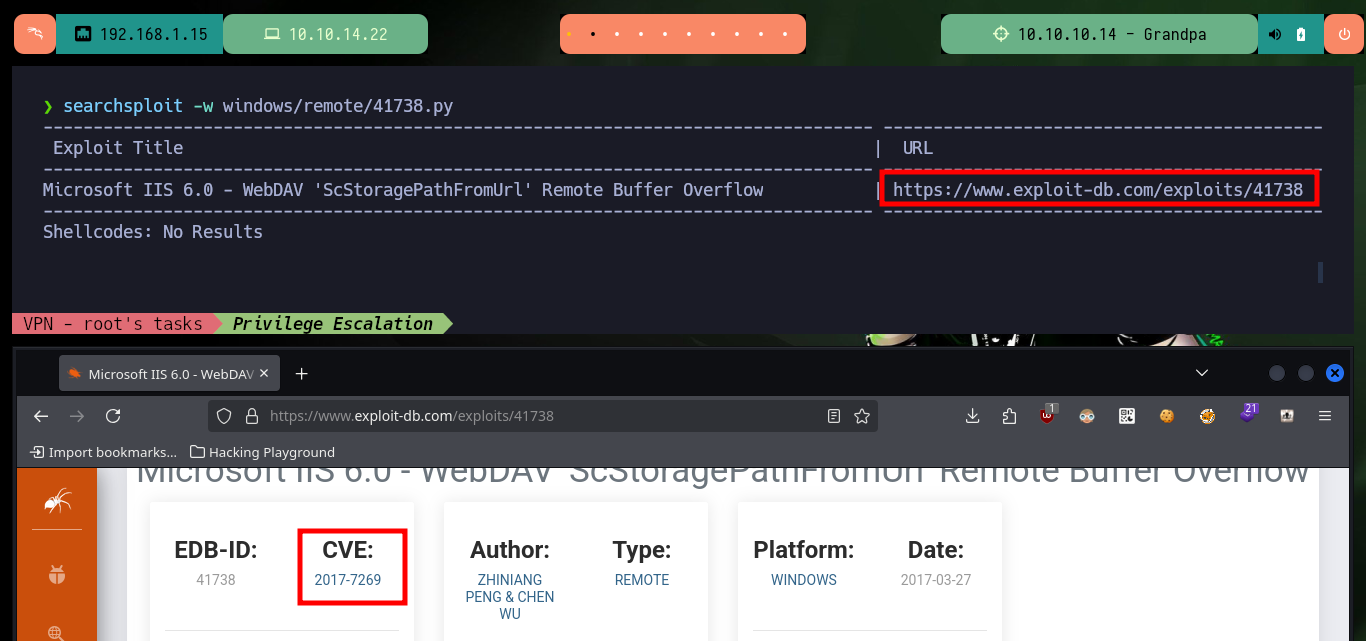 192.168.1.15 10.10.14.22 10.10.10.14 - Grandpa
❯ searchsploit -w windows/remote/41738.py
Exploit Title | URL
Microsoft IIS 6.0 - WebDAV 'ScStoragePathFromUrl' Remote Buffer Overflow | https://www.exploit-db.com/exploits/41738
Shellcodes: No Results
VPN - root's tasks Privilege Escalation
Microsoft IIS 6.0 - WebDAV
https://www.exploit-db.com/exploits/41738
1
21
Import bookmarks... Hacking Playground
Microsoft IIS 6.0 - WebDAV 'ScStoragePathFromUrl' Remote Buffer Overflow
EDB-ID: CVE: Author: Type: Platform: Date:
41738 2017-7269 ZHINIANG REMOTE WINDOWS 2017-03-27
PENG & CHEN
WU